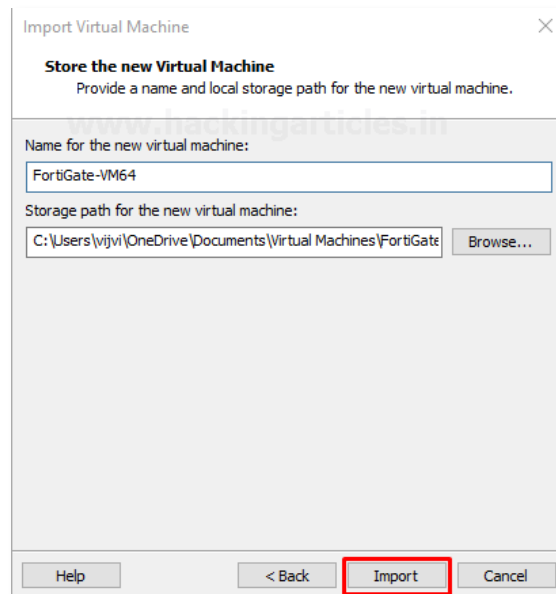 Import Virtual Machine
Store the new Virtual Machine
Provide a name and local storage path for the new virtual machine.
www.hackingarticles.in
Name for the new virtual machine:
FortiGate-VM64
Storage path for the new virtual machine:
C:\Users\vijvi\OneDrive\Documents\Virtual Machines\FortiGate
Browse...
Help
< Back
Import
Cancel